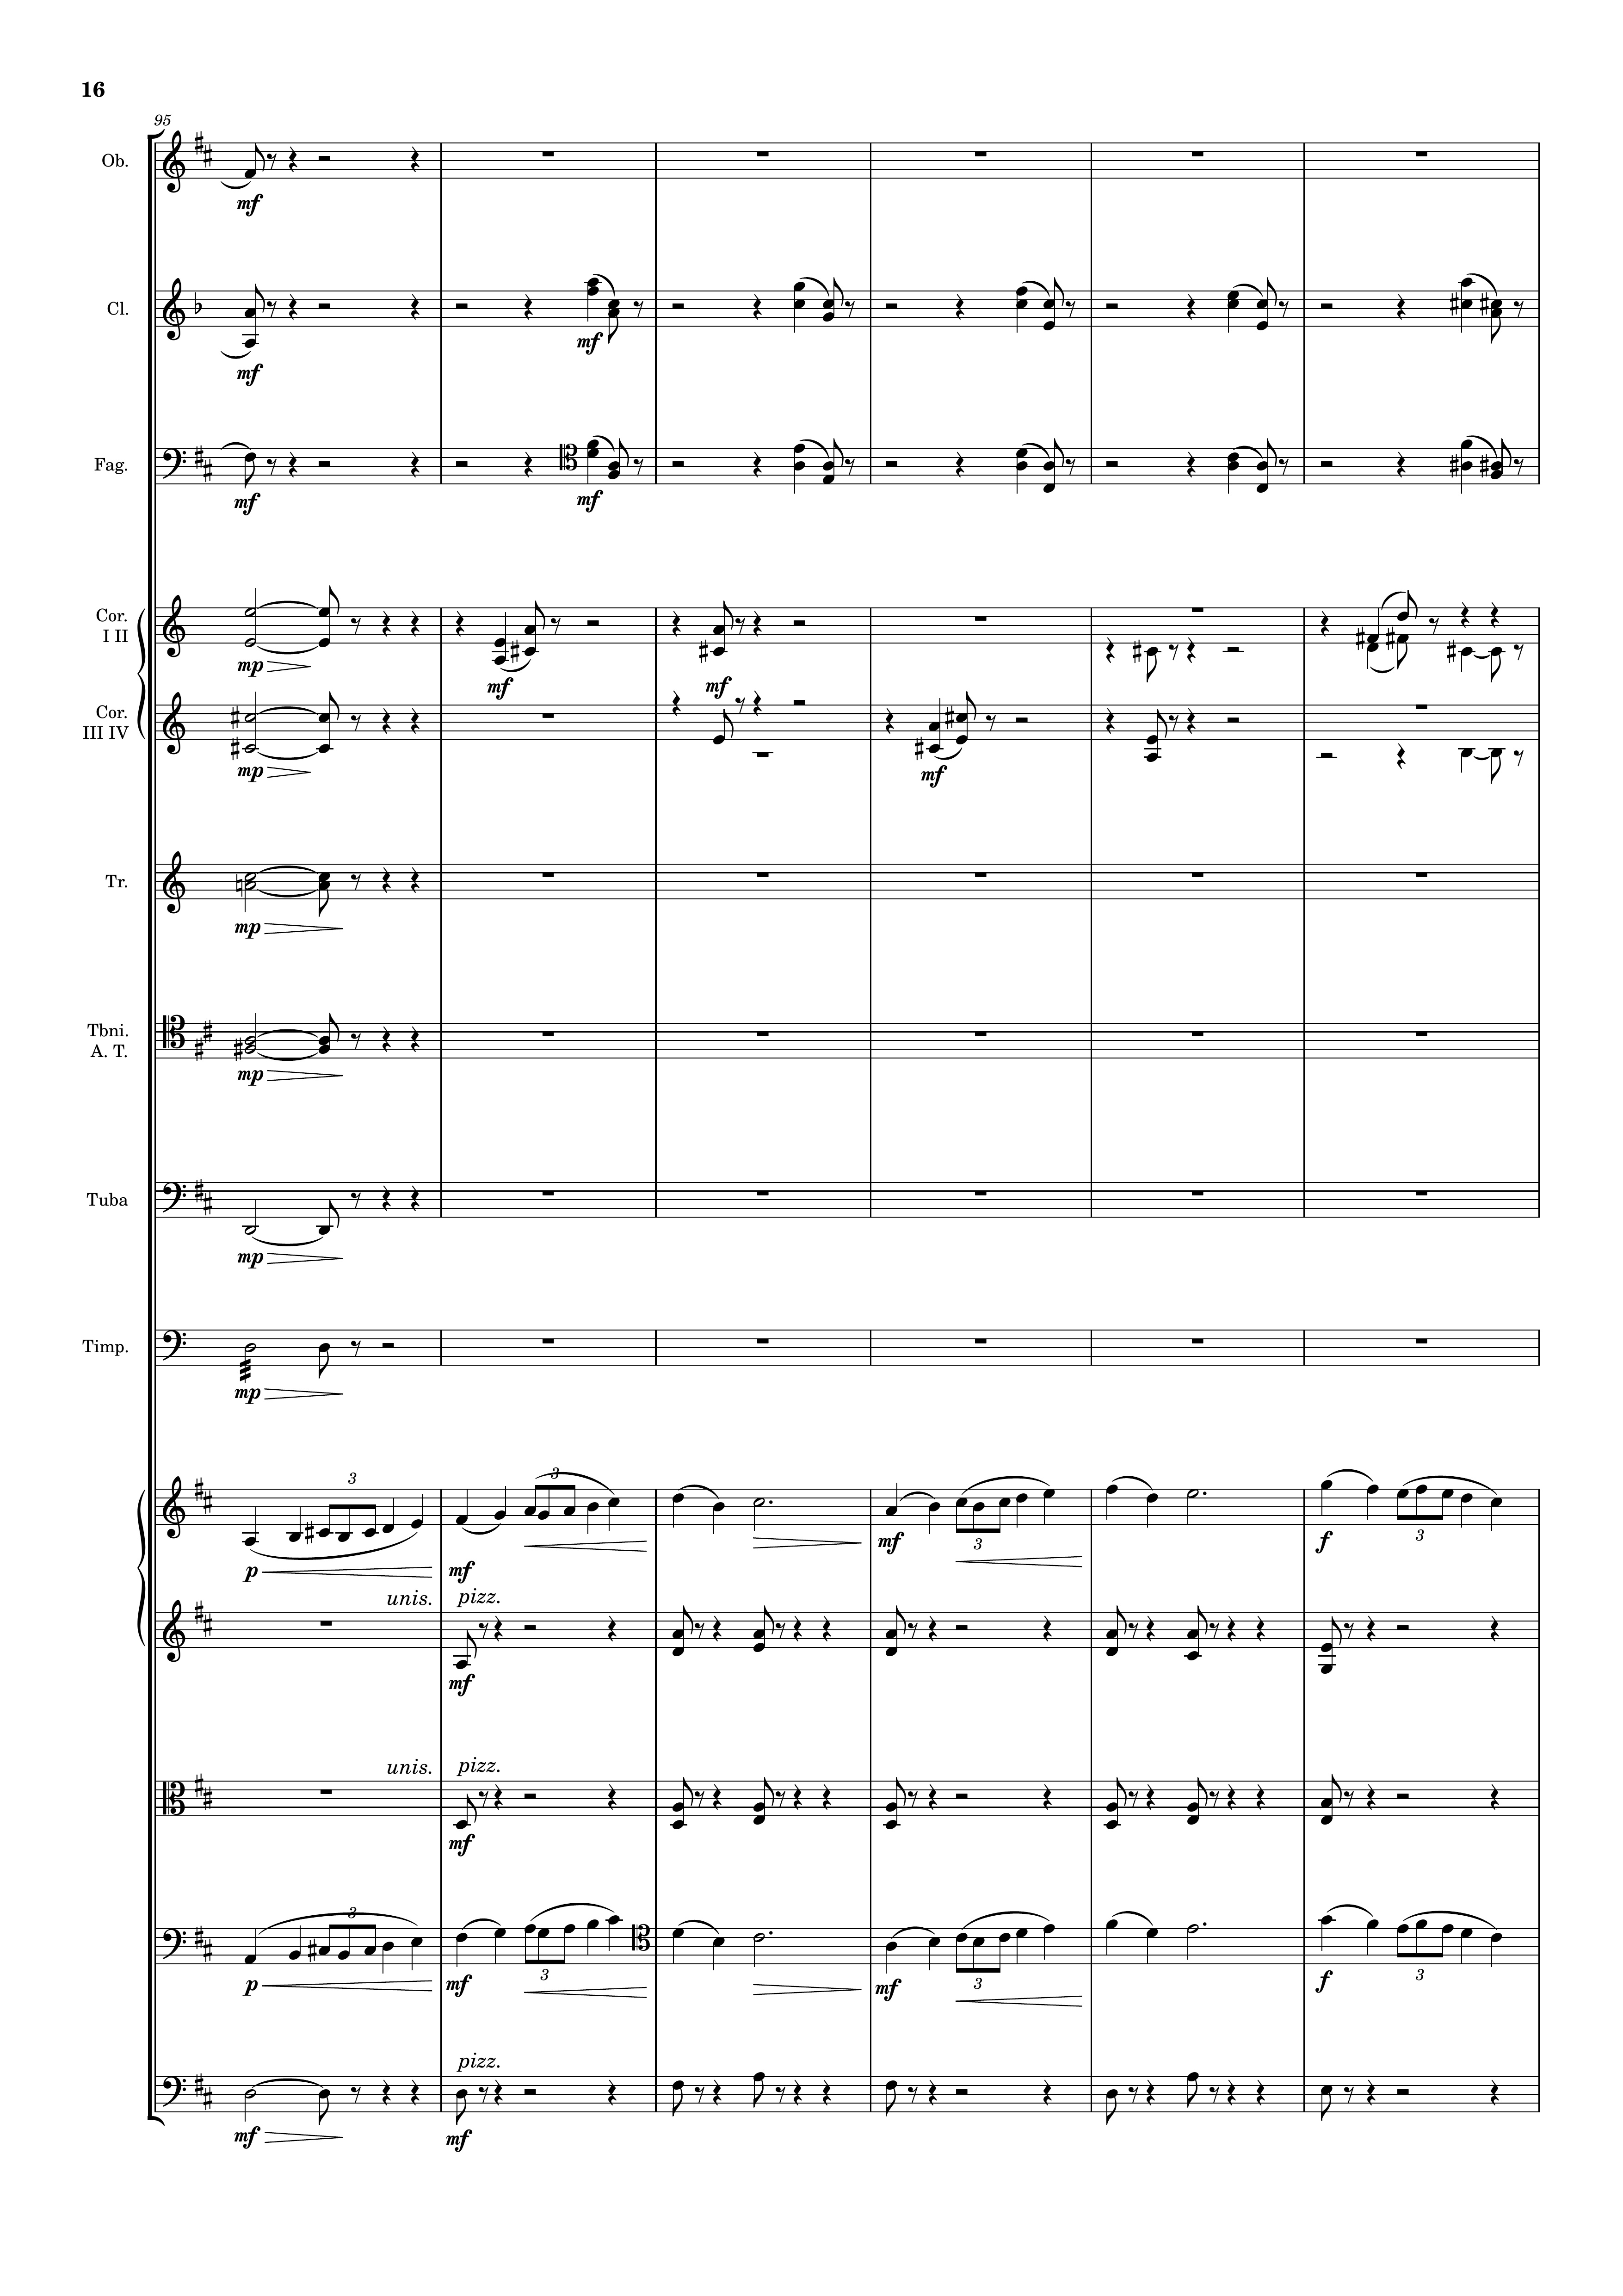 16
95
Ob.
mf
Cl.
mf
mf
Fag.
mf
mf
Cor.
I II
mp
mf
mf
Cor.
III IV
mp
mf
Tr.
mp
Tbni.
A. T.
mp
Tuba
mp
Timp.
mp
3
3
3
3
p
mf
mf
f
unis.
pizz.
mf
unis.
pizz.
mf
3
3
3
3
p
mf
mf
f
pizz.
mf
mf